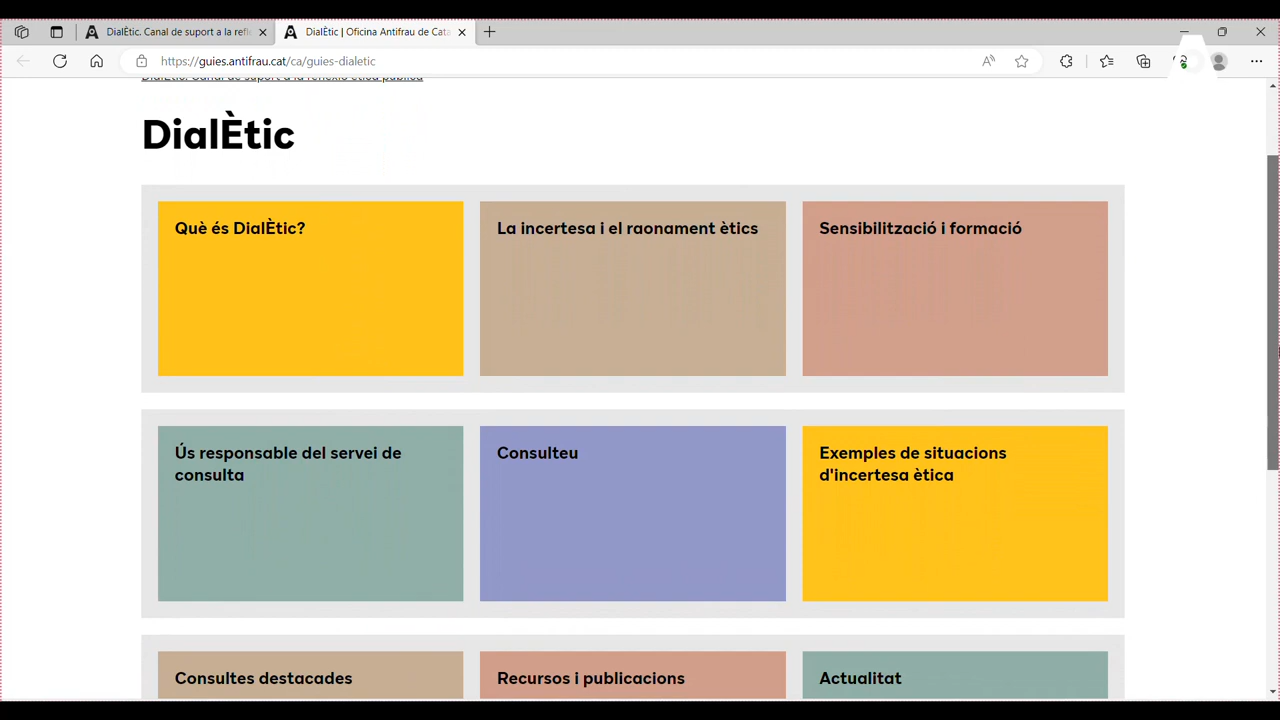 DialÈtic. Canal de suport a la refle
DialÈtic | Oficina Antifrau de Cata
https://guies.antifrau.cat/ca/guies-dialetic
DialÈtic. Canal de suport a la reflexió ètica pública
DialÈtic
Què és DialÈtic?
La incertesa i el raonament ètics
Sensibilització i formació
Ús responsable del servei de
consulta
Consulteu
Exemples de situacions
d'incertesa ètica
Consultes destacades
Recursos i publicacions
Actualitat